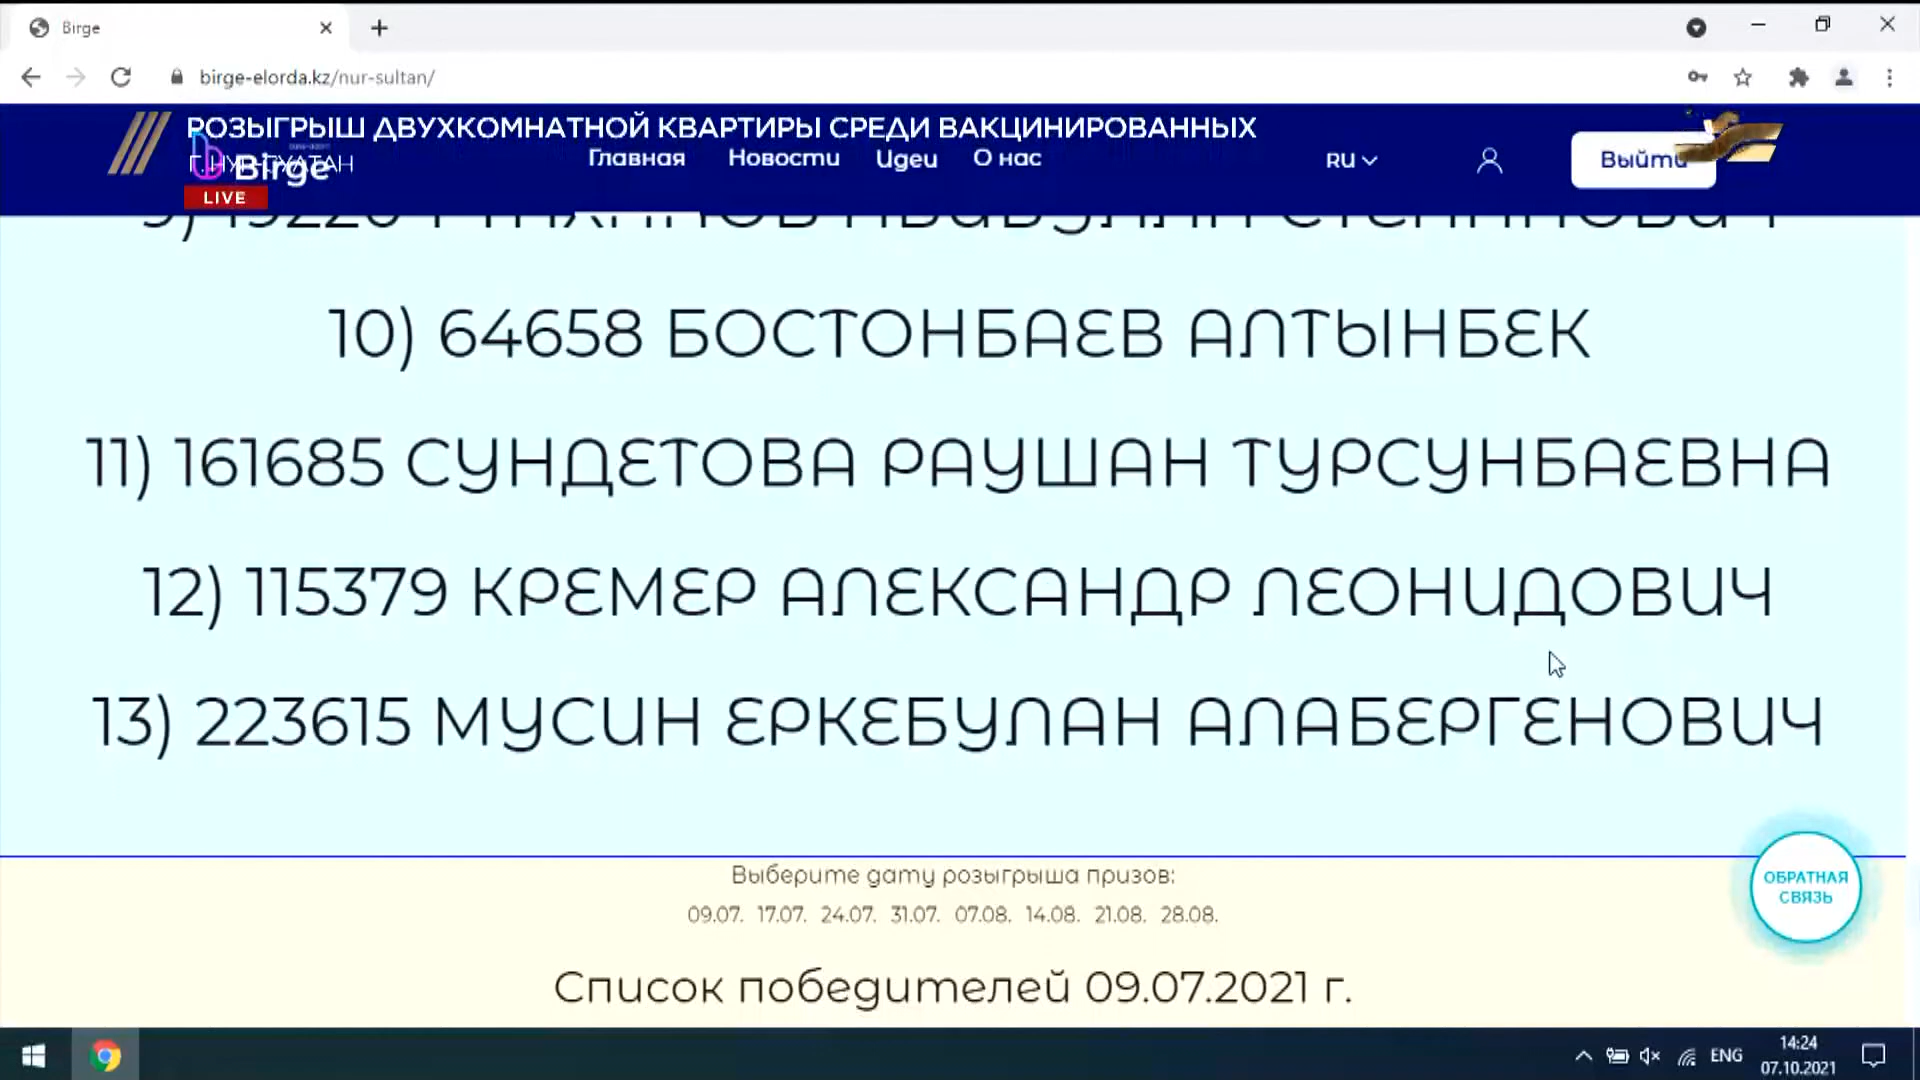 Birge
birge-elorda.kz/nur-sultan/
РОЗЫГРЫШ ДВУХКОМНАТНОЙ КВАРТИРЫ СРЕДИ ВАКЦИНИРОВАННЫХ
Birge
Главная Новости Идеи О нас RU Выйти
LIVE
10) 64658 БОСТОНБАЕВ АЛТЫНБЕК
11) 161685 СУНДЕТОВА РАУШАН ТУРСУНБАЕВНА
12) 115379 КРЕМЕР АЛЕКСАНДР ЛЕОНИДОВИЧ
13) 223615 МУСИН ЕРКЕБУЛАН АЛАБЕРГЕНОВИЧ
ОБРАТНАЯ
СВЯЗЬ
Выберите дату розыгрыша призов:
09.07. 17.07. 24.07. 31.07. 07.08. 14.08. 21.08. 28.08.
Список победителей 09.07.2021 г.
ENG
14:24
07.10.2021